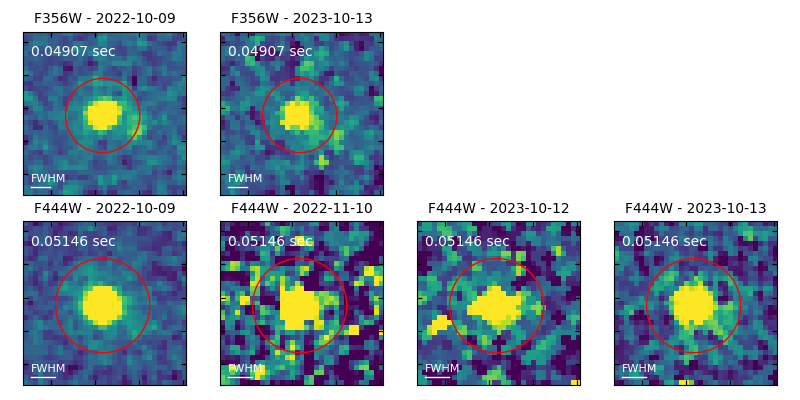 F356W - 2022-10-09
F356W - 2023-10-13
0.04907 sec
0.04907 sec
FWHM
FWHM
F444W - 2022-10-09
F444W - 2022-11-10
F444W - 2023-10-12
F444W - 2023-10-13
0.05146 sec
0.05146 sec
0.05146 sec
0.05146 sec
FWHM
FWHM
FWHM
FWHM